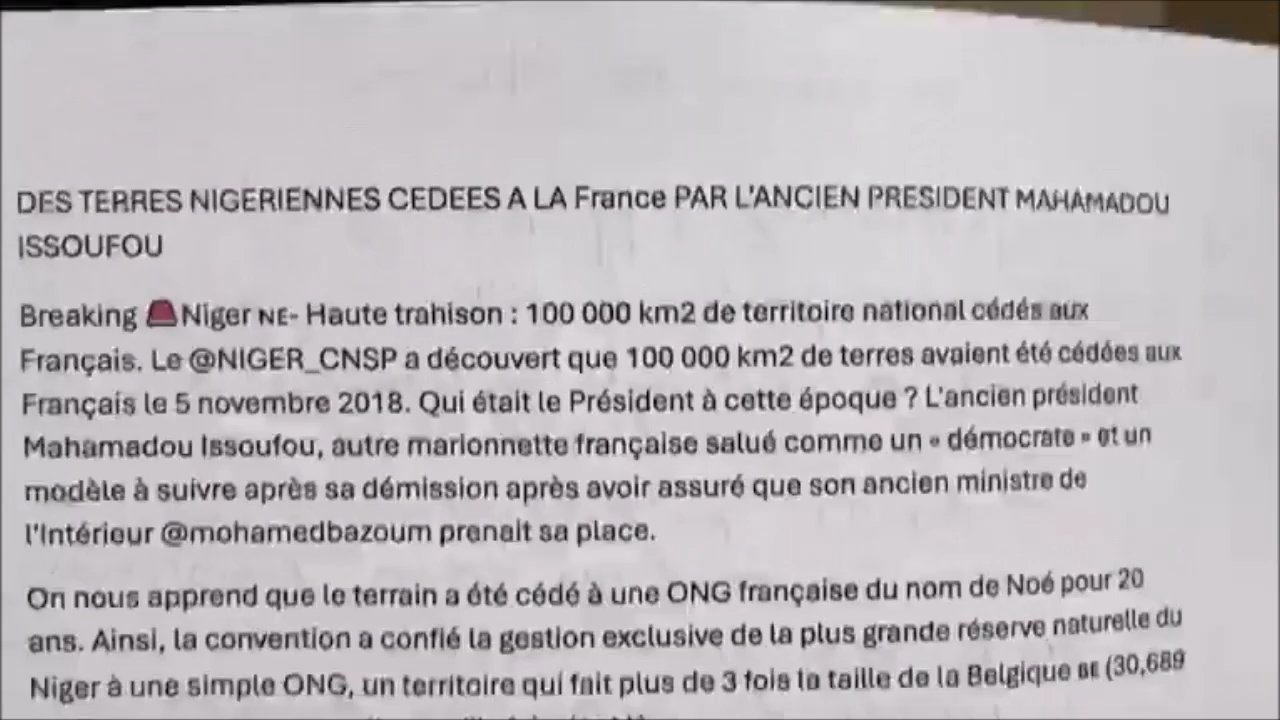 DES TERRES NIGERIENNES CEDEES A LA France PAR L'ANCIEN PRESIDENT MAHAMADOU
ISSOUFOU
Breaking 🚨Niger NE- Haute trahison : 100 000 km2 de territoire national cédés aux
Français. Le @NIGER_CNSP a découvert que 100 000 km2 de terres avaient été cédées aux
Français le 5 novembre 2018. Qui était le Président à cette époque ? L'ancien président
Mahamadou Issoufou, autre marionnette française salué comme un « démocrate » et un
modèle à suivre après sa démission après avoir assuré que son ancien ministre de
l'Intérieur @mohamedbazoum prenait sa place.
On nous apprend que le terrain a été cédé à une ONG française du nom de Noé pour 20
ans. Ainsi, la convention a confié la gestion exclusive de la plus grande réserve naturelle du
Niger à une simple ONG, un territoire qui fait plus de 3 fois la taille de la Belgique BE (30,689